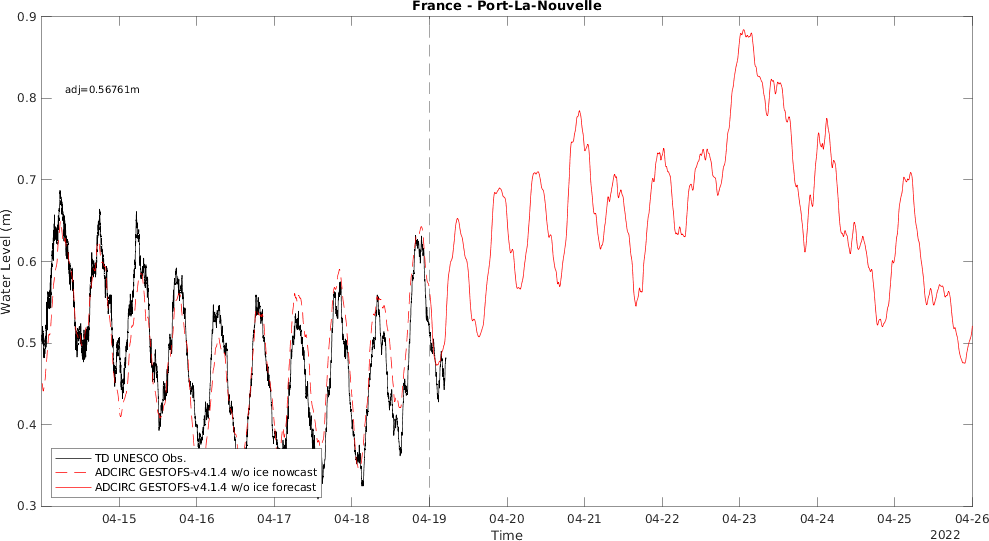 France - Port-La-Nouvelle
0.9
0.8
0.7
0.6
0.5
0.4
0.3
Water Level (m)
adj=0.56761m
TD UNESCO Obs.
ADCIRC GESTOFS-v4.1.4 w/o ice nowcast
ADCIRC GESTOFS-v4.1.4 w/o ice forecast
04-15 04-16 04-17 04-18 04-19 04-20 04-21 04-22 04-23 04-24 04-25 04-26
Time
2022